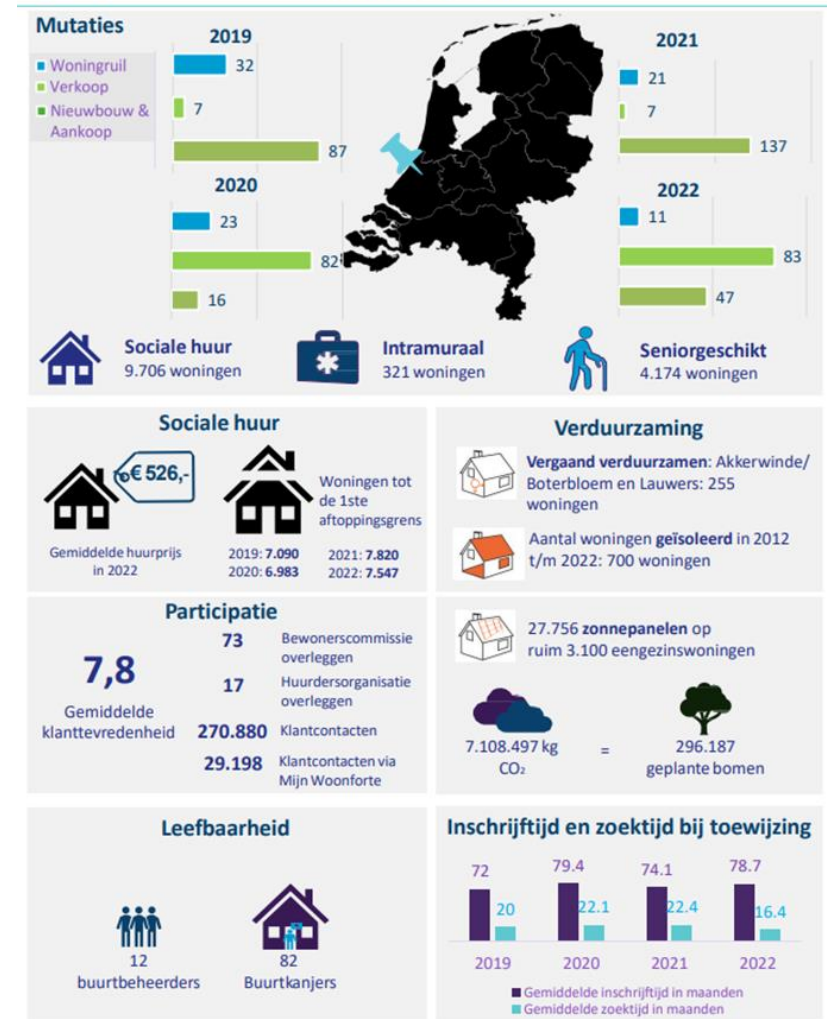 Mutaties
Woningruil
Verkoop
Nieuwbouw &
Aankoop
2019
32
7
87
2020
23
82
16
2021
21
7
137
2022
11
83
47
Sociale huur
9.706 woningen
Intramuraal
321 woningen
Seniorgeschikt
4.174 woningen
Sociale huur
€ 526,-
Gemiddelde huurprijs
in 2022
Woningen tot
de 1ste
aftoppingsgrens
2019: 7.090 2021: 7.820
2020: 6.983 2022: 7.547
Verduurzaming
Vergaand verduurzamen: Akkerwinde/
Boterbloem en Lauwers: 255
woningen
Aantal woningen geïsoleerd in 2012
t/m 2022: 700 woningen
Participatie
7,8
Gemiddelde
klanttevredenheid
73 Bewonerscommissie
overleggen
17 Huurdersorganisatie
overleggen
270.880 Klantcontacten
29.198 Klantcontacten via
Mijn Woonforte
27.756 zonnepanelen op
ruim 3.100 eengezinswoningen
7.108.497 kg
CO₂
=
296.187
geplante bomen
Leefbaarheid
12
buurtbeheerders
82
Buurtkanjers
Inschrijftijd en zoektijd bij toewijzing
72 79.4 74.1 78.7
20 22.1 22.4 16.4
2019 2020 2021 2022
Gemiddelde inschrijftijd in maanden
Gemiddelde zoektijd in maanden